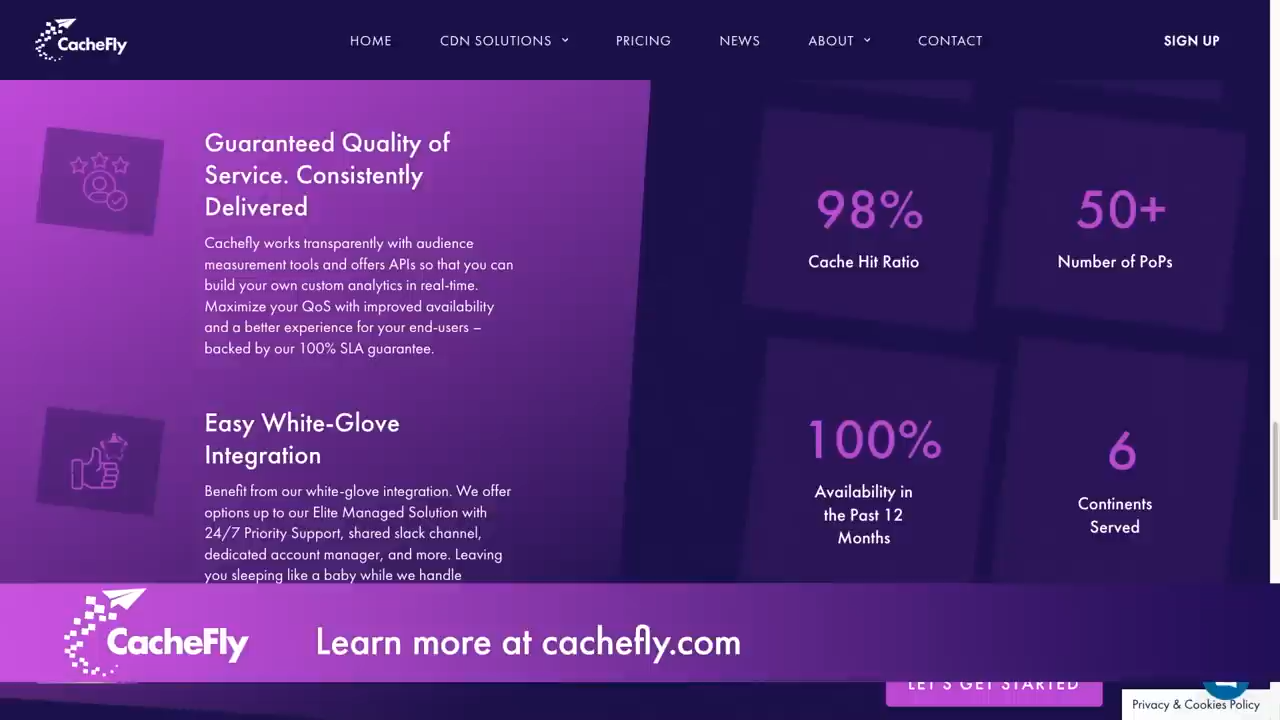 CacheFly
HOME
CDN SOLUTIONS
PRICING
NEWS
ABOUT
CONTACT
SIGN UP
Guaranteed Quality of
Service. Consistently
Delivered
Cachefly works transparently with audience
measurement tools and offers APIs so that you can
build your own custom analytics in real-time.
Maximize your QoS with improved availability
and a better experience for your end-users –
backed by our 100% SLA guarantee.
Easy White-Glove
Integration
Benefit from our white-glove integration. We offer
options up to our Elite Managed Solution with
24/7 Priority Support, shared slack channel,
dedicated account manager, and more. Leaving
you sleeping like a baby while we handle
98%
Cache Hit Ratio
50+
Number of PoPs
100%
Availability in
the Past 12
Months
6
Continents
Served
CacheFly
Learn more at cachefly.com
LET'S GET STARTED
Privacy & Cookies Policy